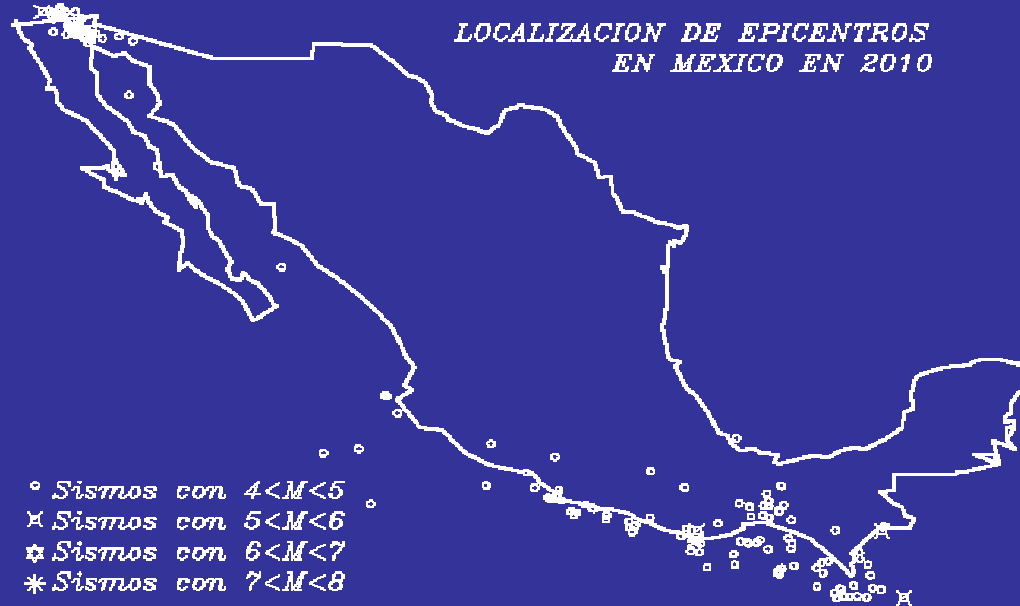 LOCALIZACION DE EPICENTROS
EN MEXICO EN 2010
Sismos con 4<M<5
Sismos con 5<M<6
Sismos con 6<M<7
Sismos con 7<M<8